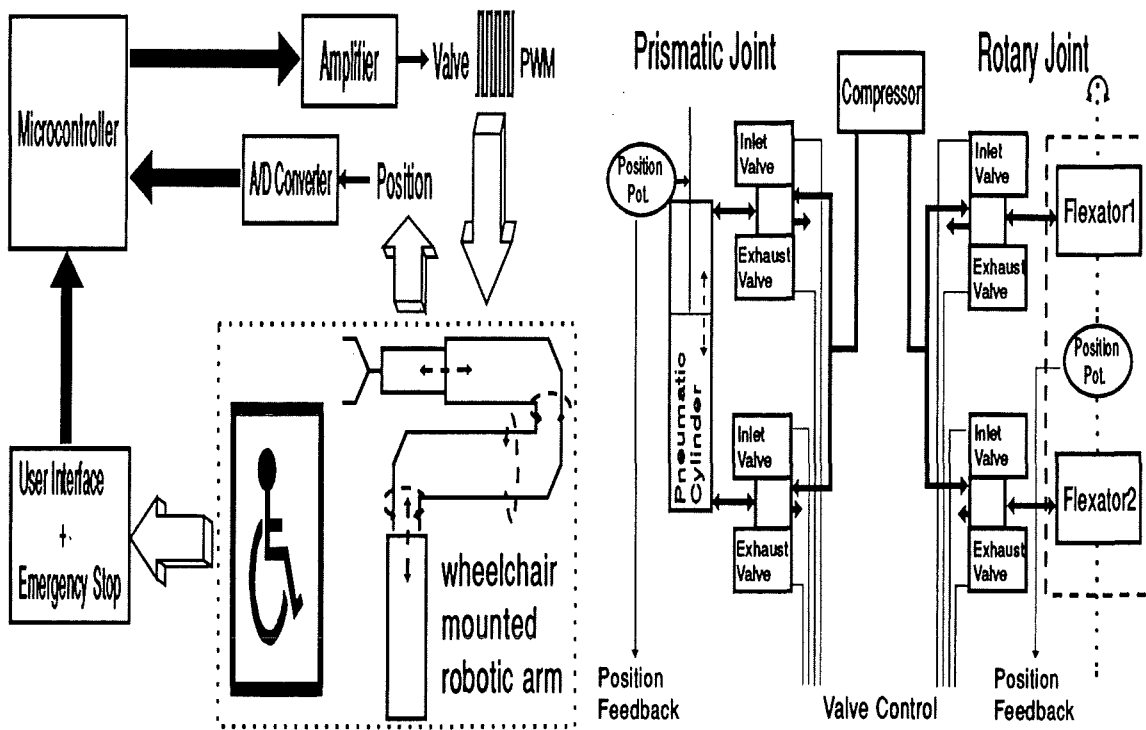 Microcontroller
Amplifier
Valve
PWM
A/D Converter
Position
User Interface
+
Emergency Stop
wheelchair
mounted
robotic arm
Prismatic Joint
Rotary Joint
Compressor
Position
Pot.
Inlet
Valve
Exhaust
Valve
Pneumatic
Cylinder
Inlet
Valve
Exhaust
Valve
Inlet
Valve
Exhaust
Valve
Flexator1
Position
Pot.
Inlet
Valve
Exhaust
Valve
Flexator2
Position
Feedback
Valve Control
Position
Feedback